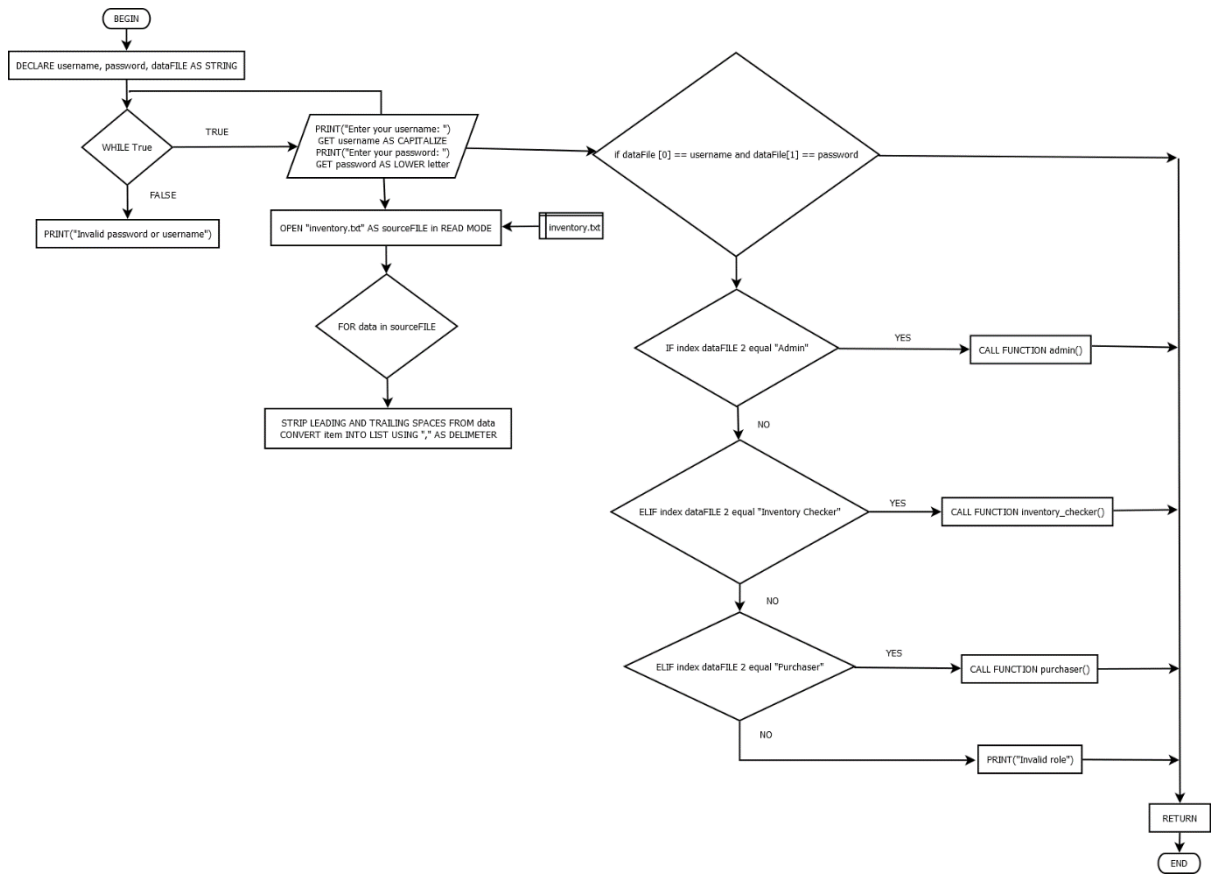 BEGIN
DECLARE username, password, dataFILE AS STRING
WHILE True
TRUE
FALSE
PRINT("Invalid password or username")
PRINT("Enter your username: ")
GET username AS CAPITALIZE
PRINT("Enter your password: ")
GET password AS LOWER letter
OPEN "inventory.txt" AS sourceFILE in READ MODE
inventory.txt
FOR data in sourceFILE
STRIP LEADING AND TRAILING SPACES FROM data
CONVERT item INTO LIST USING "," AS DELIMETER
if dataFile [0] == username and dataFile[1] == password
IF index dataFILE 2 equal "Admin"
YES
CALL FUNCTION admin()
NO
ELIF index dataFILE 2 equal "Inventory Checker"
YES
CALL FUNCTION inventory_checker()
NO
ELIF index dataFILE 2 equal "Purchaser"
YES
CALL FUNCTION purchaser()
NO
PRINT("Invalid role")
RETURN
END